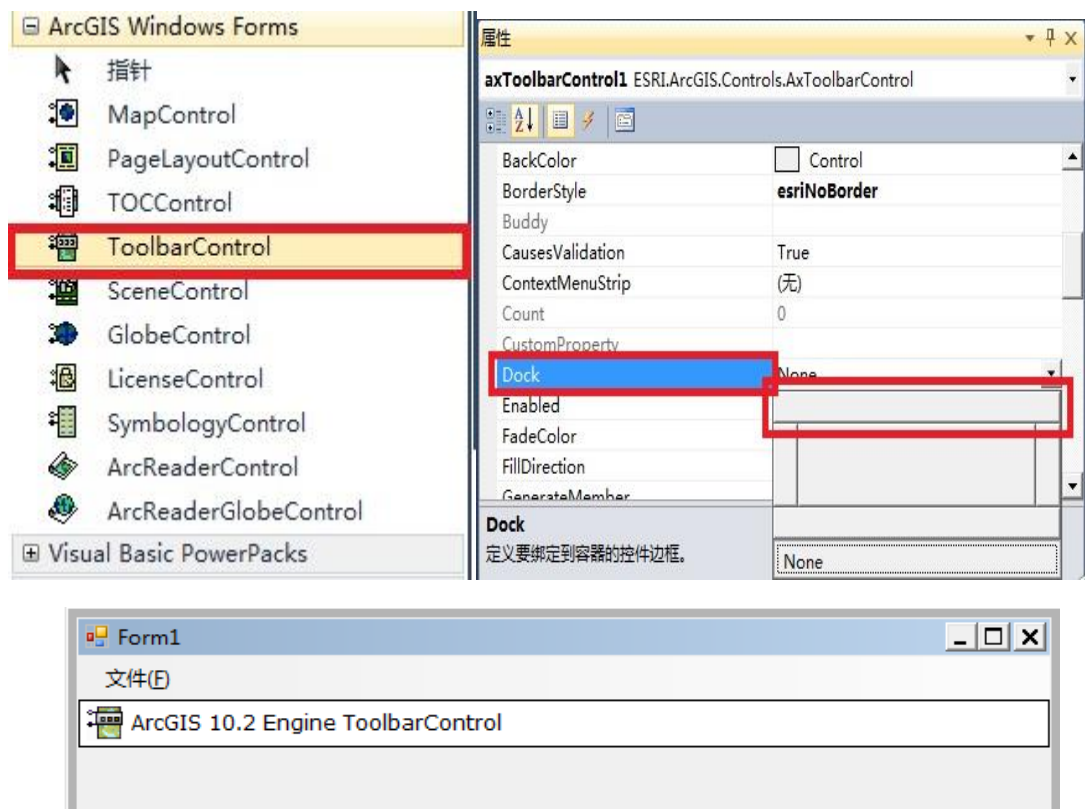 ArcGIS Windows Forms
指针
MapControl
PageLayoutControl
TOCControl
ToolbarControl
SceneControl
GlobeControl
LicenseControl
SymbologyControl
ArcReaderControl
ArcReaderGlobeControl
Visual Basic PowerPacks
属性
axToolbarControl1 ESRI.ArcGIS.Controls.AxToolbarControl
BackColor Control
BorderStyle esriNoBorder
Buddy
CausesValidation True
ContextMenuStrip (无)
Count 0
CustomProperty
Dock None
Enabled
FadeColor
FillDirection
GenerateMember
None
Dock
定义要绑定到容器的控件边框。
Form1
文件(F)
ArcGIS 10.2 Engine ToolbarControl